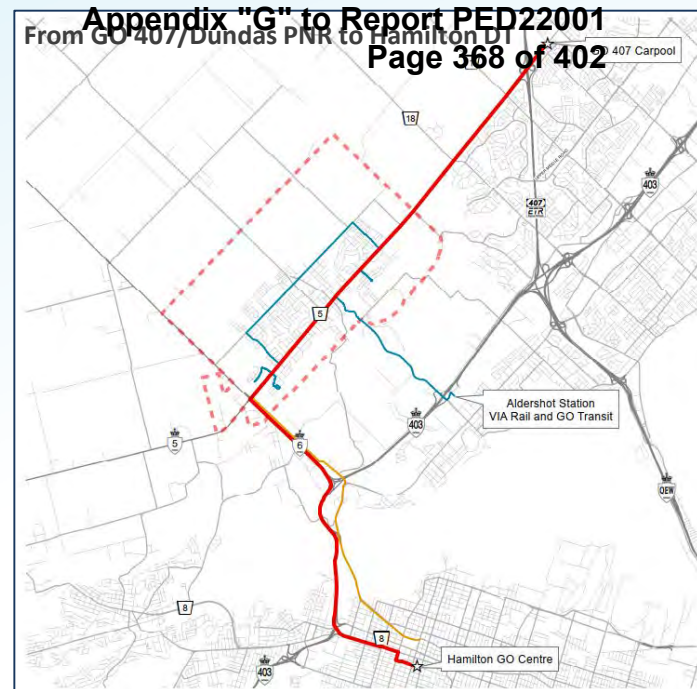 Appendix "G" to Report PED22001
From GO 407/Dundas PNR to Hamilton DT
Page 368 of 402
GO 407 Carpool
18
403
407
ETR
5
Aldershot Station
VIA Rail and GO Transit
403
5
6
QEW
8
8
Hamilton GO Centre
403